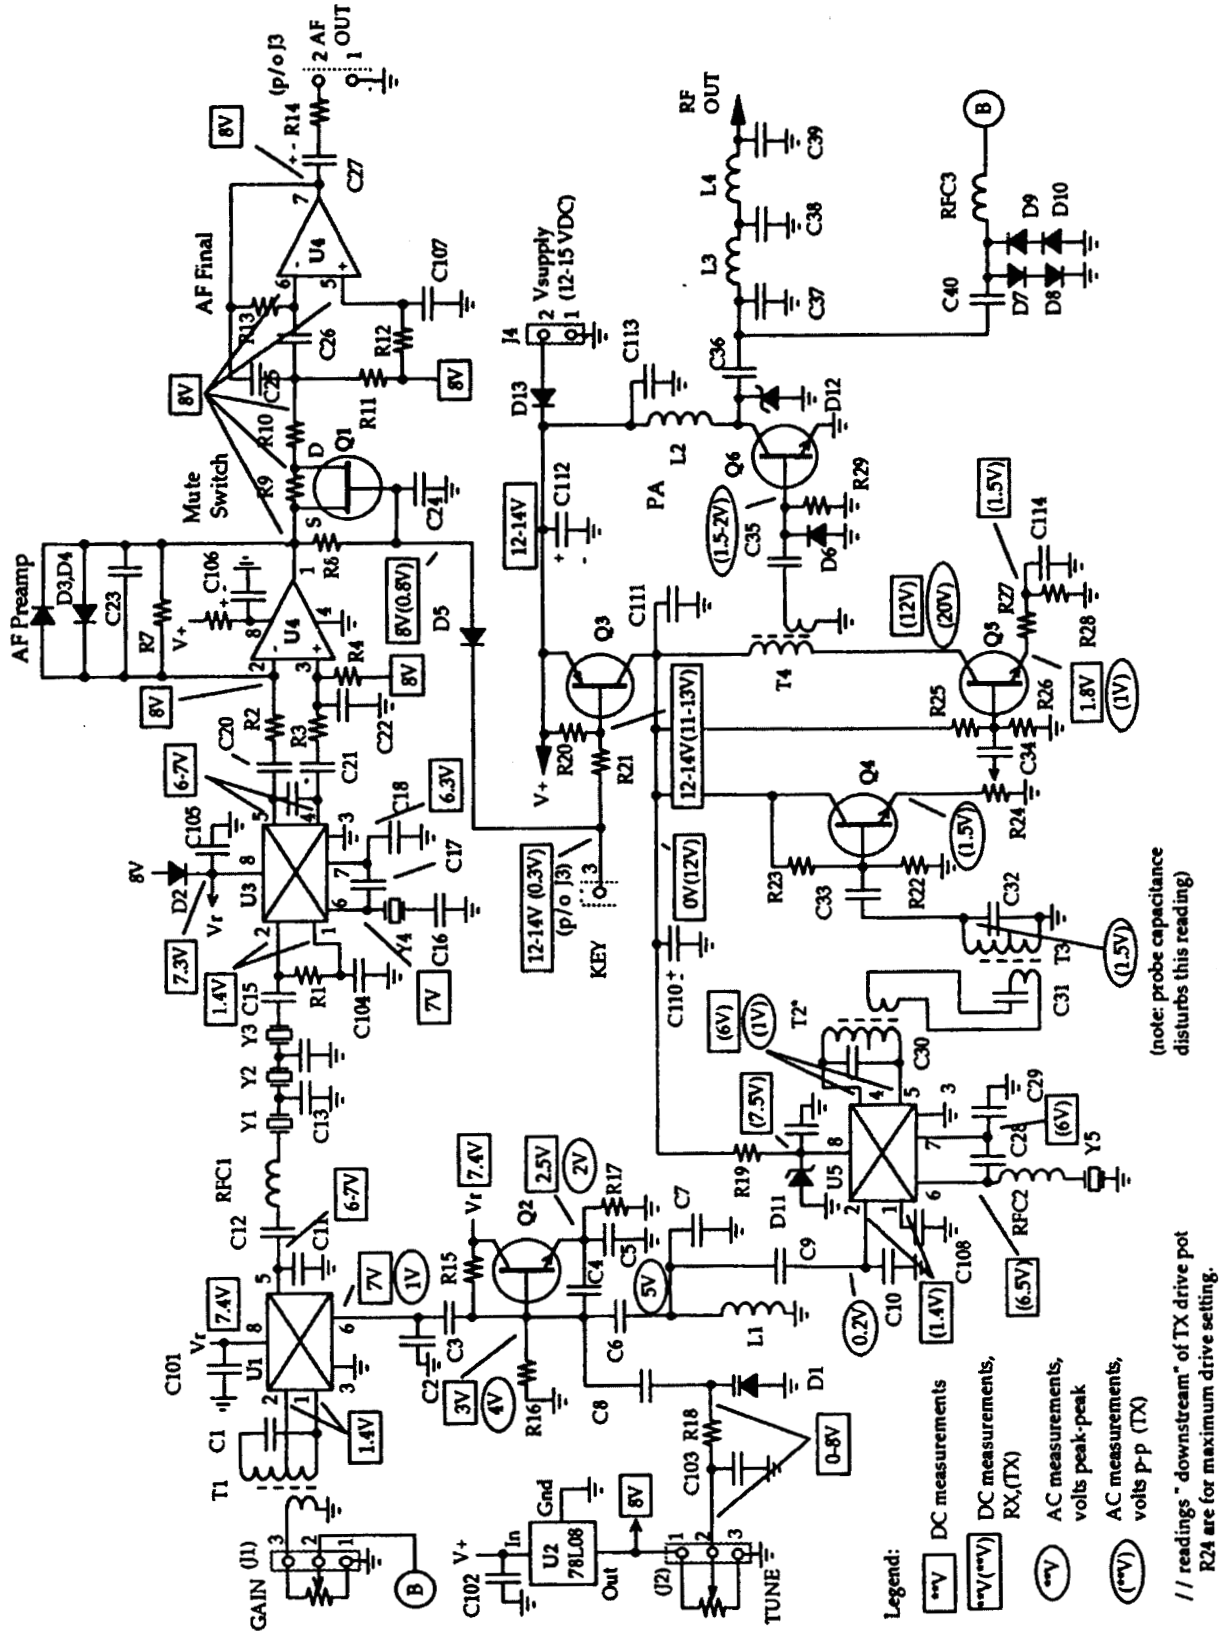 AF Preamp
D3,D4
C23
R7
V+
C106
8V
2
8
1
3
4
U4
R6
R4
8V
C22
R2
R3
C20
C21
6-7V
C105
8V
D2
Vr
7.3V
U3
8
5
4
3
7
6
2
1
C18
6.3V
C17
Y4
C16
7V
1.4V
C15
R1
C104
Y3
Y2
Y1
C13
RFC1
C12
C11
6-7V
7.4V
Vr
C101
U1
8
5
6
3
2
1
7V
1V
1.4V
T1
C1
GAIN (J1)
3
2
1
B
Mute
Switch
R9
R10
S
D
Q1
C24
8V
C25
R11
R12
8V
C26
R13
AF Final
6
5
7
U4
C107
8V
C27
+ -
R14
(p/o J3)
2 AF
OUT
1
8V(0.8V)
D5
12-14V (0.3V)
(p/o J3)
KEY
3
V+
R20
R21
Q3
12-14V
C112
D13
J4
2 Vsupply
1 (12-15 VDC)
C113
L2
PA
Q6
(1.5-2V)
C35
D6
R29
D12
C36
C37
L3
C38
L4
C39
RF
OUT
C40
D7
D8
D9
D10
RFC3
B
C111
T4
(12V)
(20V)
Q5
R25
R26
R27
R28
C114
(1.5V)
1.8V
(1V)
C34
12-14V(11-13V)
0V(12V)
C110
Q4
(1.5V)
R24
R23
R22
C33
C32
T3
(1.5V)
C31
T2*
(6V)
(1V)
C30
(7.5V)
R19
D11
U5
8
4
5
3
7
6
2
1
C29
C28
(6V)
RFC2
Y5
(6.5V)
C108
(1.4V)
C10
0.2V
C9
C7
5V
L1
C6
C4
C5
R17
2.5V
2V
Q2
Vr
7.4V
R15
C3
C2
3V
4V
R16
C8
D1
R18
C103
0-8V
V+
C102
In
Gnd
U2
78L08
Out
8V
(J2)
1
2
3
TUNE
(note: probe capacitance
disturbs this reading)
Legend:
**V DC measurements
**V(**V) DC measurements,
RX,(TX)
**V AC measurements,
volts peak-peak
(**V) AC measurements,
volts p-p (TX)
// readings "downstream" of TX drive pot
R24 are for maximum drive setting.